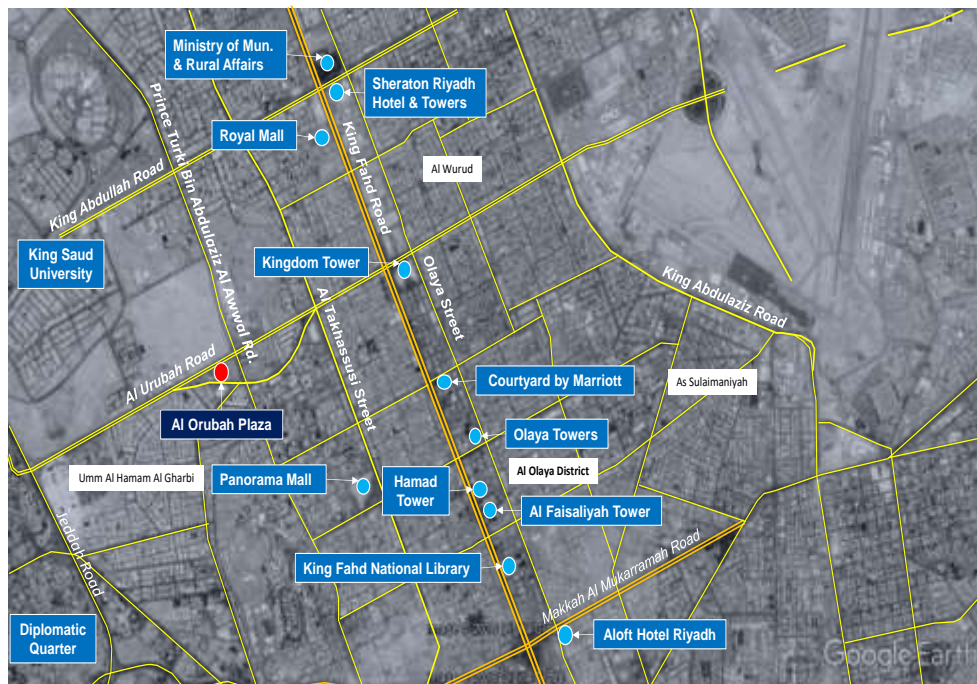 Ministry of Mun.
& Rural Affairs
Sheraton Riyadh
Hotel & Towers
Prince Turki Bin Abdulaziz Al Awwal Rd.
Royal Mall
King Fahd Road
Al Wurud
King Abdullah Road
King Saud
University
Kingdom Tower
Olaya Street
King Abdulaziz Road
Al Takhassusi Street
Al Urubah Road
Courtyard by Marriott
As Sulaimaniyah
Al Orubah Plaza
Olaya Towers
Umm Al Hamam Al Gharbi
Panorama Mall
Hamad
Tower
Al Olaya District
Al Faisaliyah Tower
Jeddah Road
King Fahd National Library
Makkah Al Mukarramah Road
Diplomatic
Quarter
Aloft Hotel Riyadh
Google Earth